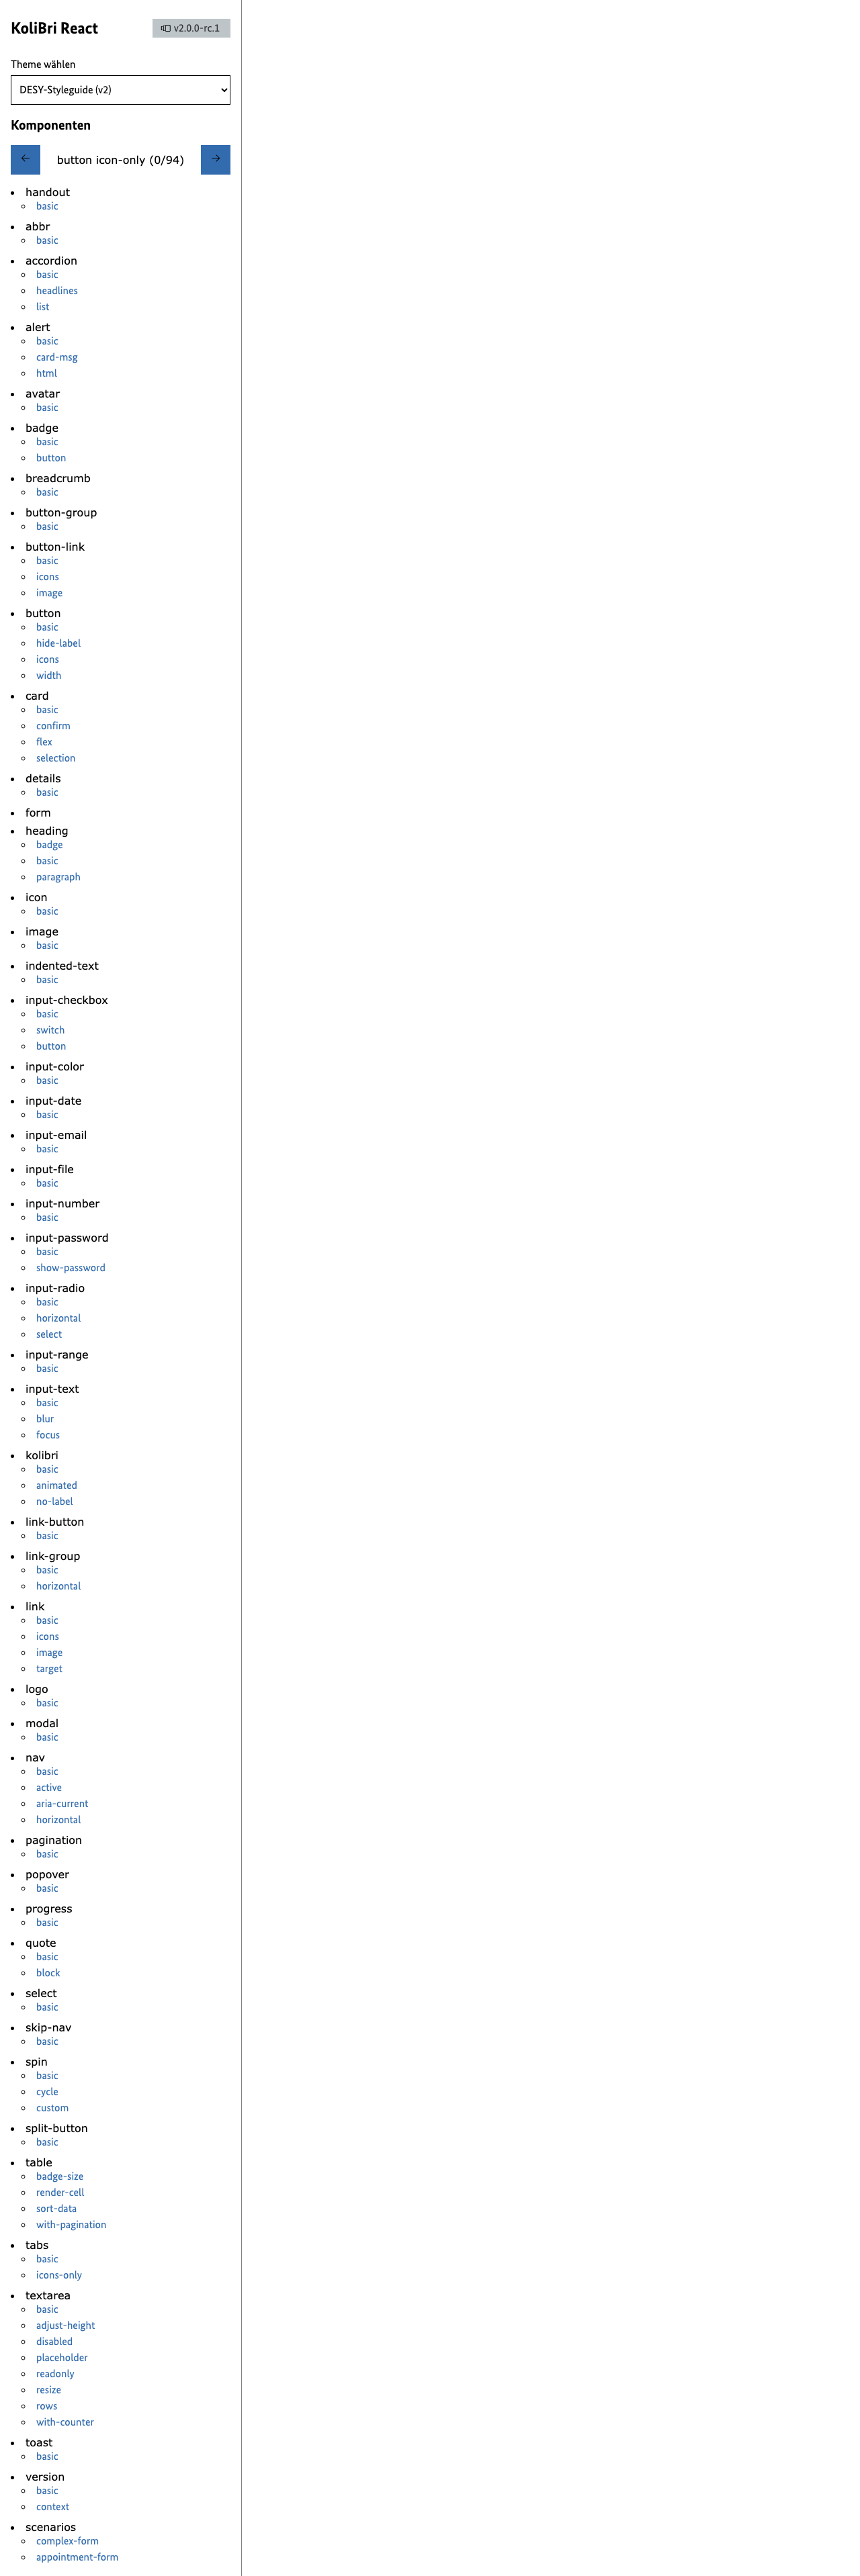 KoliBri React
v2.0.0-rc.1
Theme wählen
DESY-Styleguide (v2)
Komponenten
button icon-only (0/94)
handout
basic
abbr
basic
accordion
basic
headlines
list
alert
basic
card-msg
html
avatar
basic
badge
basic
button
breadcrumb
basic
button-group
basic
button-link
basic
icons
image
button
basic
hide-label
icons
width
card
basic
confirm
flex
selection
details
basic
form
heading
badge
basic
paragraph
icon
basic
image
basic
indented-text
basic
input-checkbox
basic
switch
button
input-color
basic
input-date
basic
input-email
basic
input-file
basic
input-number
basic
input-password
basic
show-password
input-radio
basic
horizontal
select
input-range
basic
input-text
basic
blur
focus
kolibri
basic
animated
no-label
link-button
basic
link-group
basic
horizontal
link
basic
icons
image
target
logo
basic
modal
basic
nav
basic
active
aria-current
horizontal
pagination
basic
popover
basic
progress
basic
quote
basic
block
select
basic
skip-nav
basic
spin
basic
cycle
custom
split-button
basic
table
badge-size
render-cell
sort-data
with-pagination
tabs
basic
icons-only
textarea
basic
adjust-height
disabled
placeholder
readonly
resize
rows
with-counter
toast
basic
version
basic
context
scenarios
complex-form
appointment-form